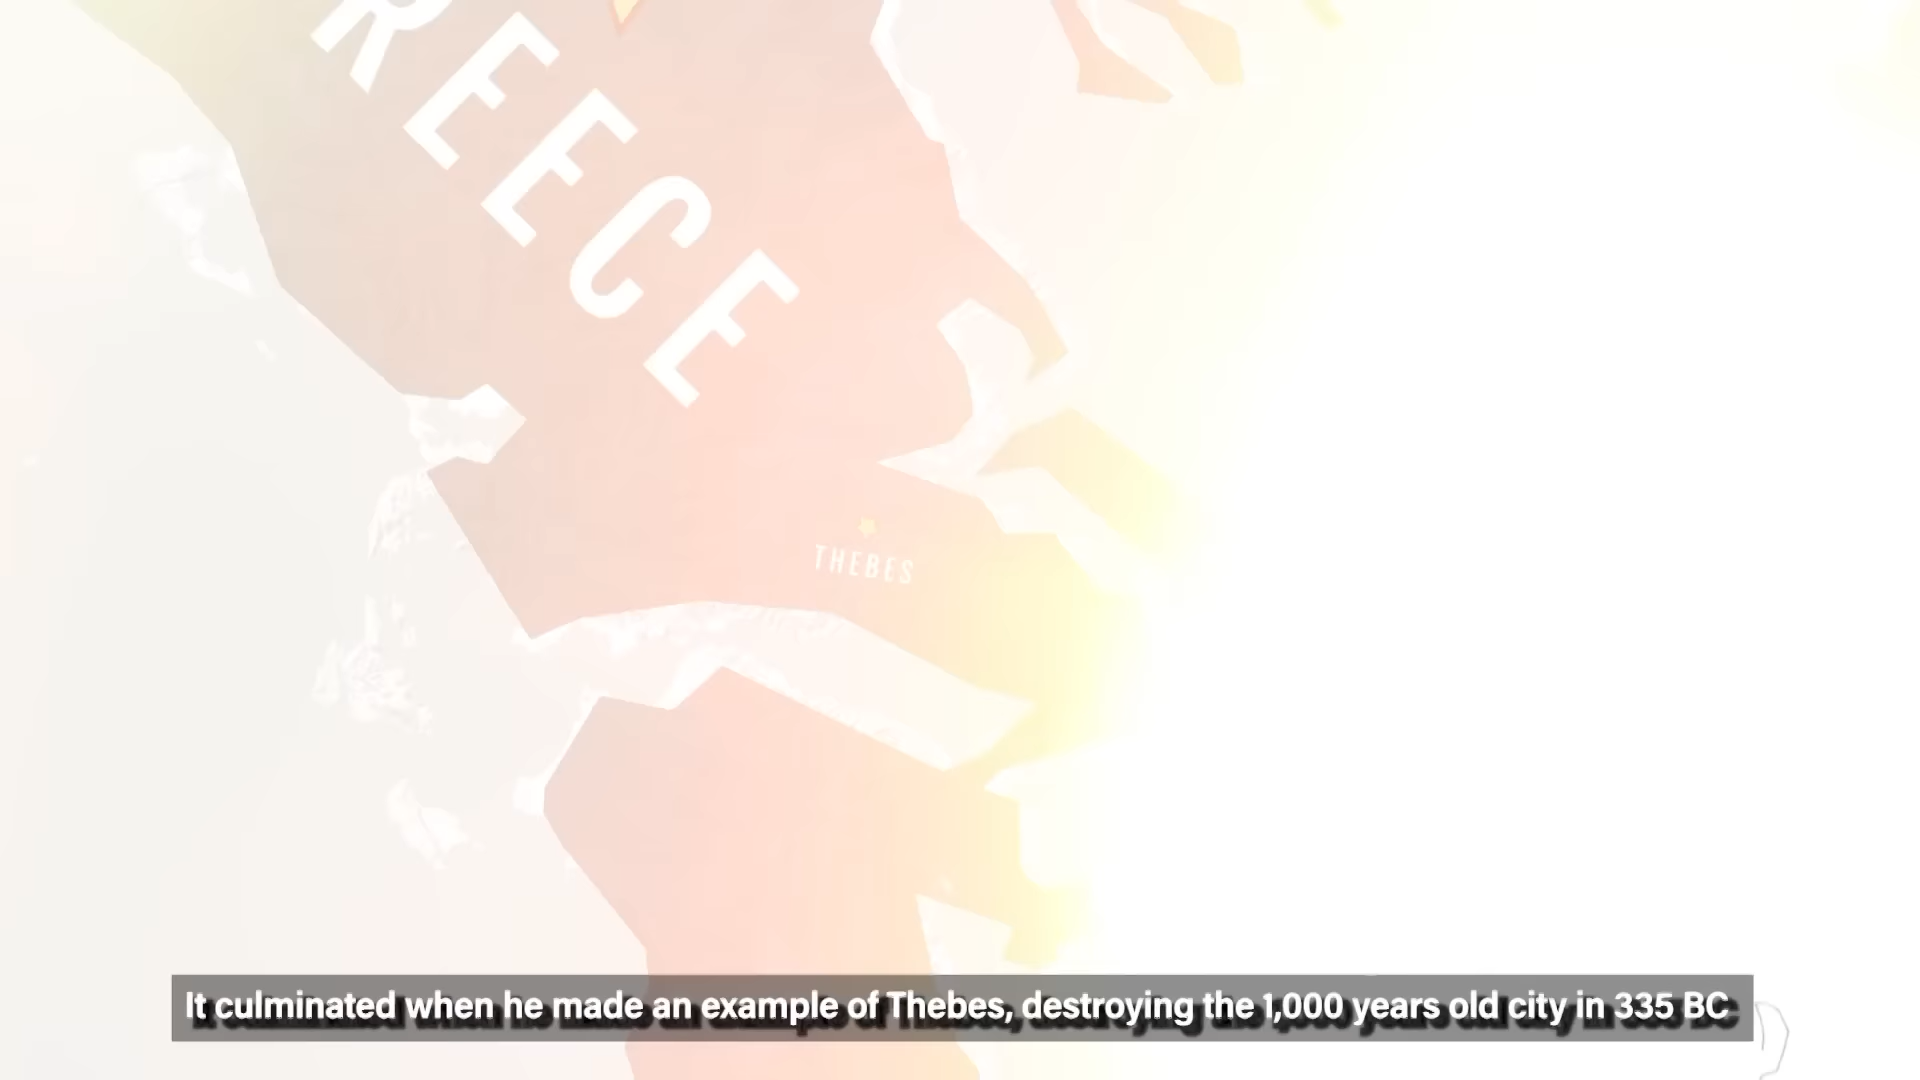 REECE
THEBES
It culminated when he made an example of Thebes, destroying the 1,000 years old city in 335 BC